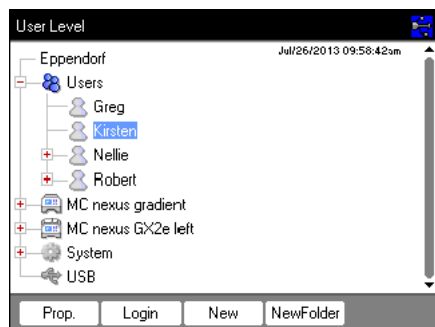 User Level
Eppendorf Jul/26/2013 09:58:42am
Users
Greg
Kirsten
Nellie
Robert
MC nexus gradient
MC nexus GX2e left
System
USB
Prop. Login New NewFolder